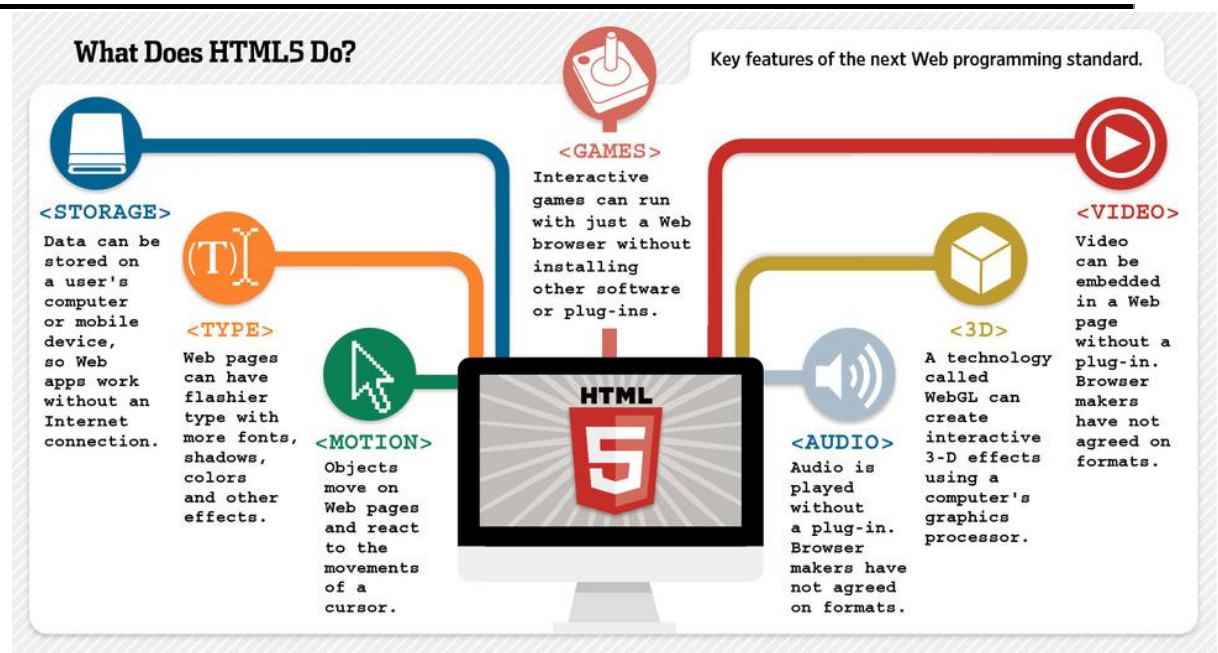 What Does HTML5 Do?
Key features of the next Web programming standard.
<STORAGE>
Data can be
stored on
a user's
computer
or mobile
device,
so Web
apps work
without an
Internet
connection.
(T)
<TYPE>
Web pages
can have
flashier
type with
more fonts,
shadows,
colors
and other
effects.
<MOTION>
Objects
move on
Web pages
and react
to the
movements
of a
cursor.
<GAMES>
Interactive
games can run
with just a Web
browser without
installing
other software
or plug-ins.
HTML
5
<AUDIO>
Audio is
played
without
a plug-in.
Browser
makers have
not agreed
on formats.
<3D>
A technology
called
WebGL can
create
interactive
3-D effects
using a
computer's
graphics
processor.
<VIDEO>
Video
can be
embedded
in a Web
page
without a
plug-in.
Browser
makers
have not
agreed on
formats.